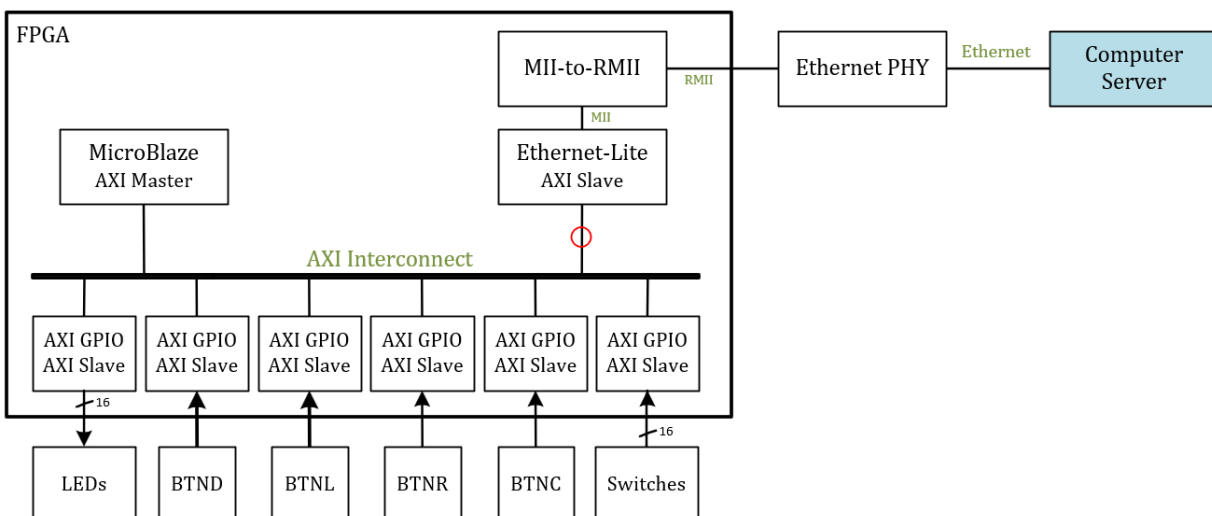 FPGA
MII-to-RMII
RMII
Ethernet PHY
Ethernet
Computer
Server
MII
MicroBlaze
AXI Master
Ethernet-Lite
AXI Slave
AXI Interconnect
AXI GPIO
AXI Slave
AXI GPIO
AXI Slave
AXI GPIO
AXI Slave
AXI GPIO
AXI Slave
AXI GPIO
AXI Slave
AXI GPIO
AXI Slave
16
16
LEDs
BTND
BTNL
BTNR
BTNC
Switches